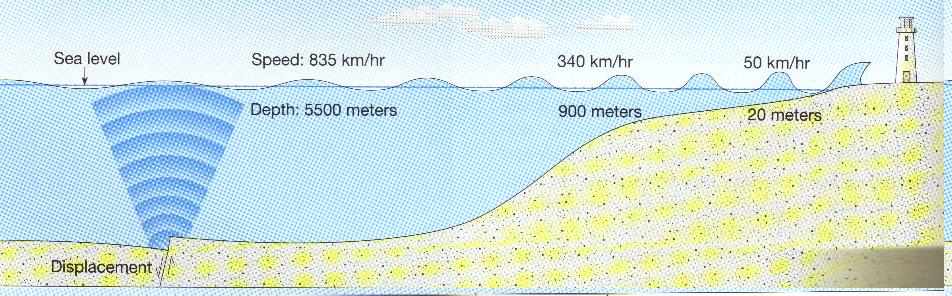 Sea level
Speed: 835 km/hr
340 km/hr
50 km/hr
Depth: 5500 meters
900 meters
20 meters
Displacement